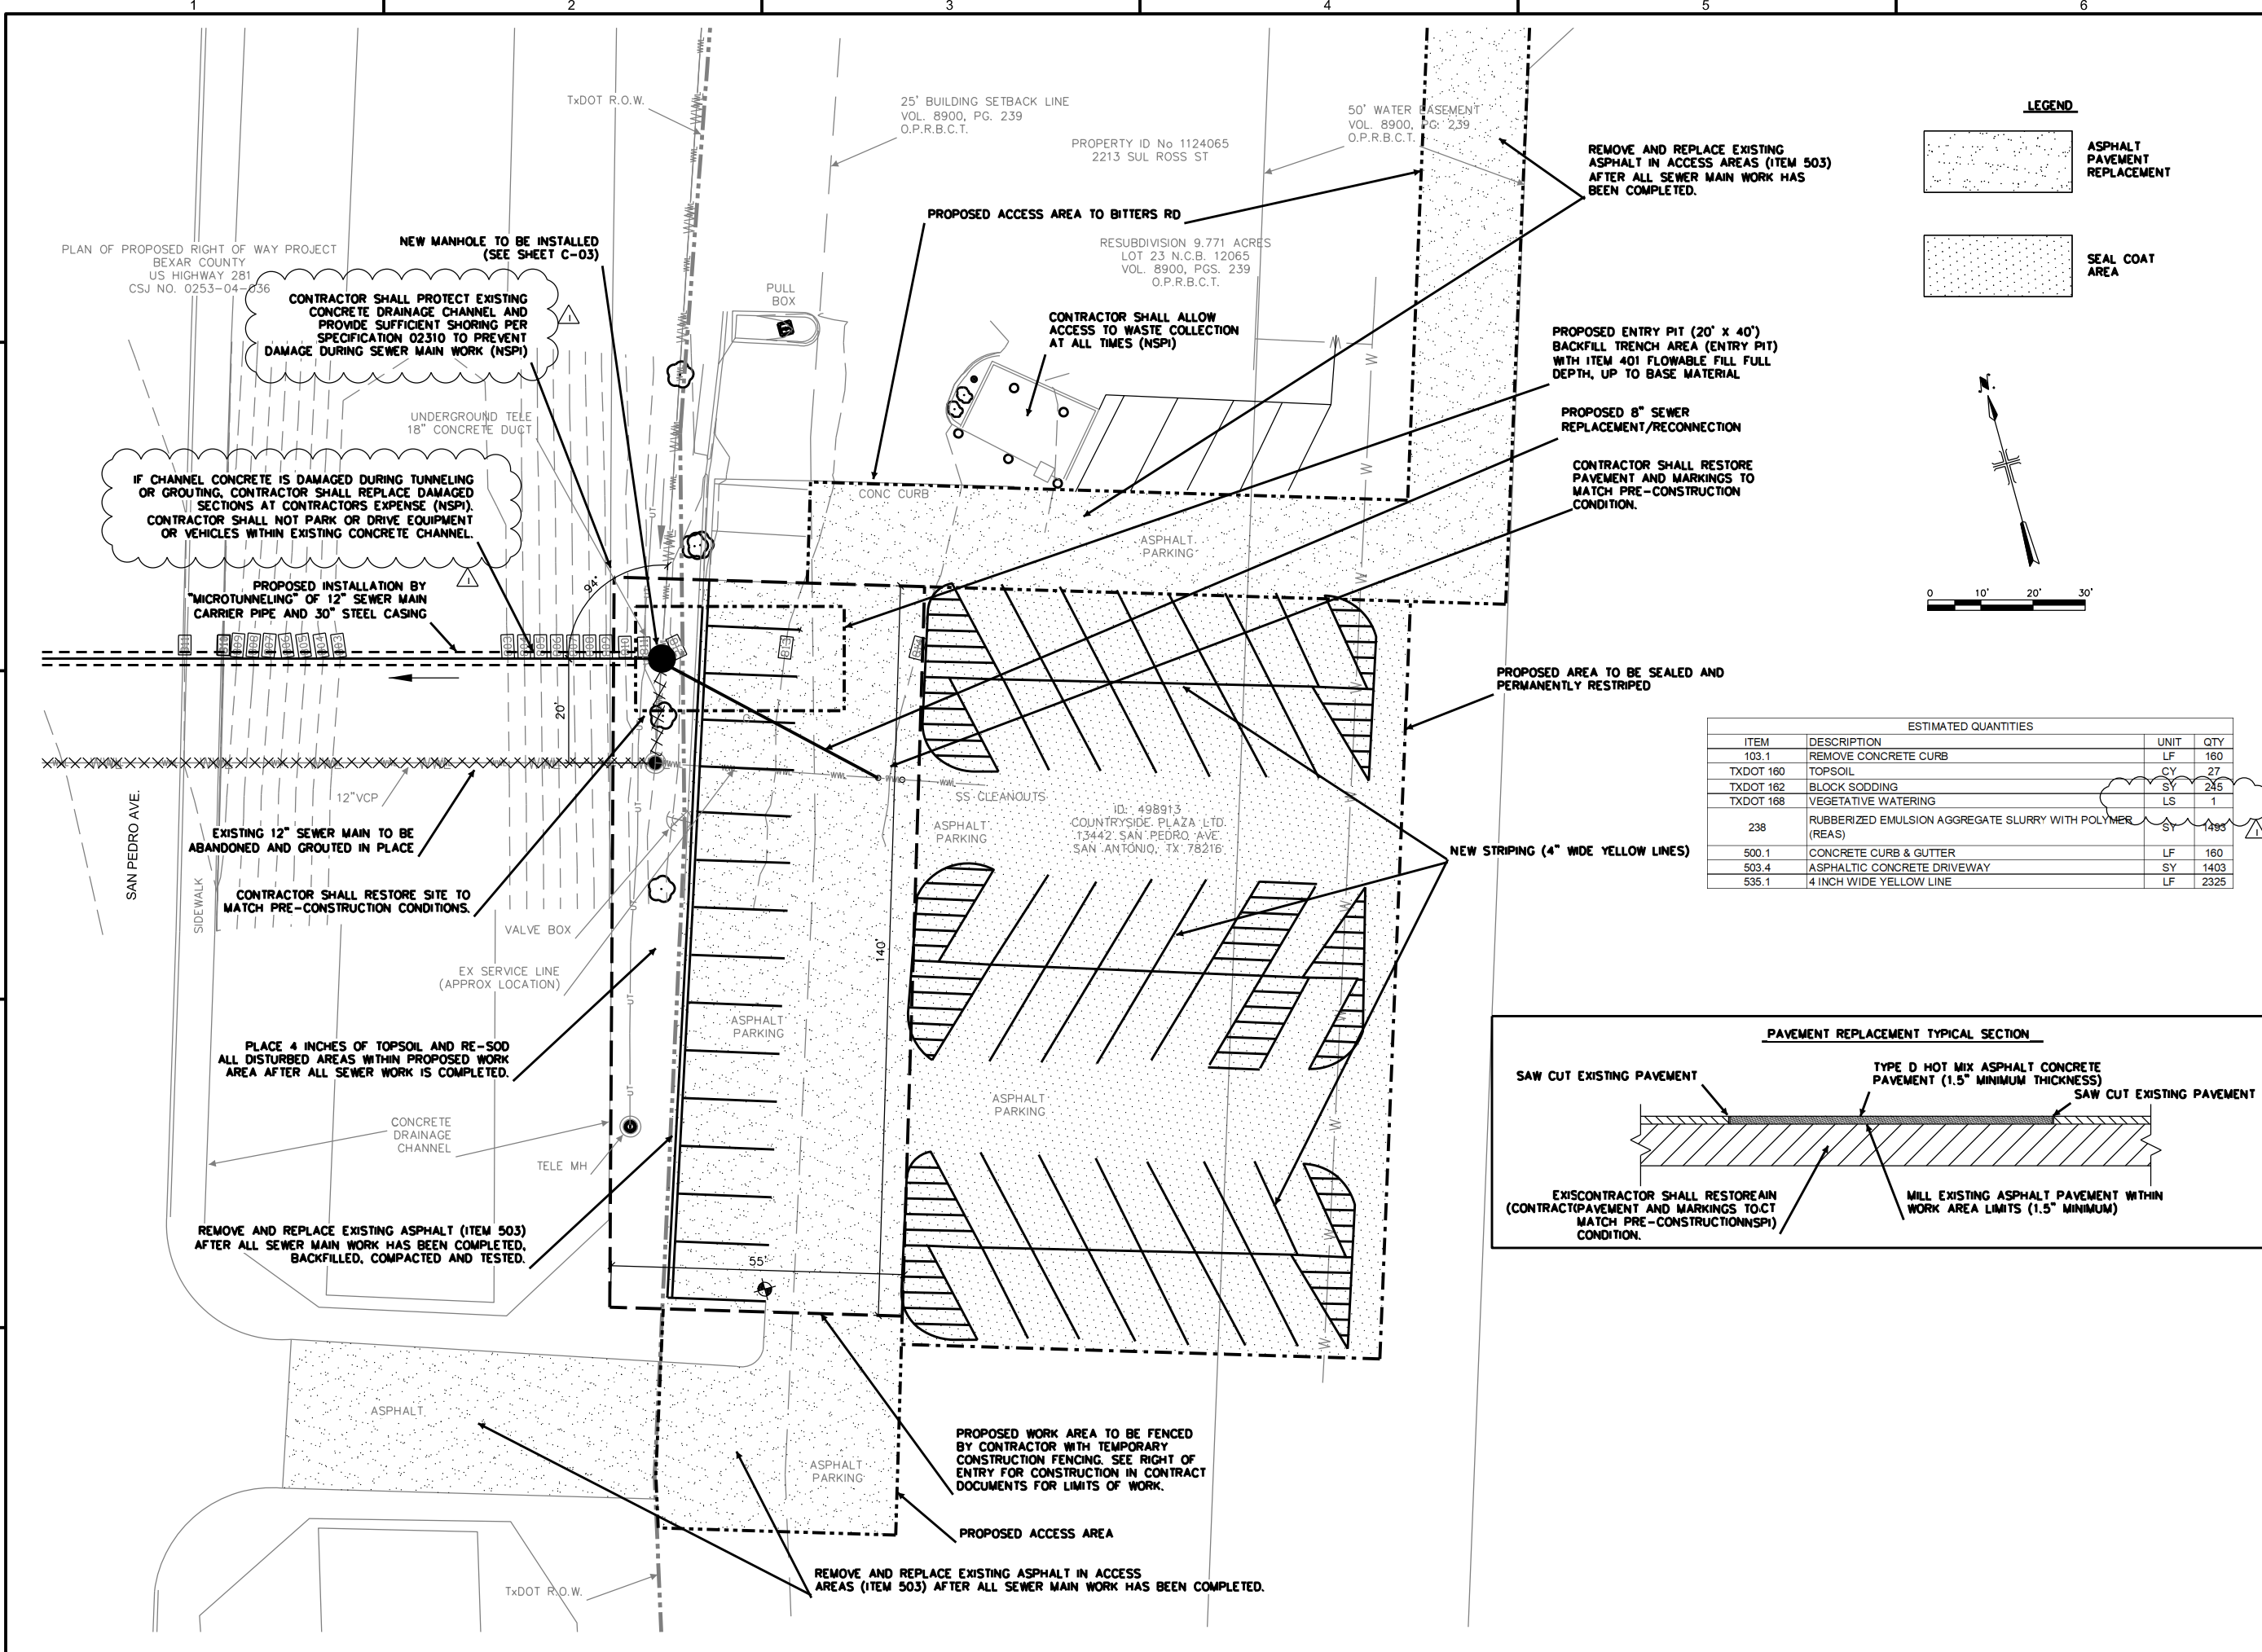 1 2 3 4 5 6
TxDOT R.O.W.
25' BUILDING SETBACK LINE
VOL. 8900, PG. 239
O.P.R.B.C.T.
PROPERTY ID No 1124065
2213 SUL ROSS ST
50' WATER EASEMENT
VOL. 8900, PG. 239
O.P.R.B.C.T.
REMOVE AND REPLACE EXISTING
ASPHALT IN ACCESS AREAS (ITEM 503)
AFTER ALL SEWER MAIN WORK HAS
BEEN COMPLETED.
LEGEND
ASPHALT
PAVEMENT
REPLACEMENT
SEAL COAT
AREA
PROPOSED ACCESS AREA TO BITTERS RD
RESUBDIVISION 9.771 ACRES
LOT 23 N.C.B. 12065
VOL. 8900, PGS. 239
O.P.R.B.C.T.
PLAN OF PROPOSED RIGHT OF WAY PROJECT
BEXAR COUNTY
US HIGHWAY 281
CSJ NO. 0253-04-036
NEW MANHOLE TO BE INSTALLED
(SEE SHEET C-03)
CONTRACTOR SHALL PROTECT EXISTING
CONCRETE DRAINAGE CHANNEL AND
PROVIDE SUFFICIENT SHORING PER
SPECIFICATION 02310 TO PREVENT
DAMAGE DURING SEWER MAIN WORK (NSPI)
1
PULL
BOX
CONTRACTOR SHALL ALLOW
ACCESS TO WASTE COLLECTION
AT ALL TIMES (NSPI)
PROPOSED ENTRY PIT (20' X 40')
BACKFILL TRENCH AREA (ENTRY PIT)
WITH ITEM 401 FLOWABLE FILL FULL
DEPTH, UP TO BASE MATERIAL
PROPOSED 8" SEWER
REPLACEMENT/RECONNECTION
CONTRACTOR SHALL RESTORE
PAVEMENT AND MARKINGS TO
MATCH PRE-CONSTRUCTION
CONDITION.
N.
0 10' 20' 30'
UNDERGROUND TELE
18" CONCRETE DUCT
IF CHANNEL CONCRETE IS DAMAGED DURING TUNNELING
OR GROUTING, CONTRACTOR SHALL REPLACE DAMAGED
SECTIONS AT CONTRACTORS EXPENSE (NSPI).
CONTRACTOR SHALL NOT PARK OR DRIVE EQUIPMENT
OR VEHICLES WITHIN EXISTING CONCRETE CHANNEL.
1
PROPOSED INSTALLATION BY
"MICROTUNNELING" OF 12" SEWER MAIN
CARRIER PIPE AND 30" STEEL CASING
CONC CURB
ASPHALT
PARKING
94°
20'
813
PROPOSED AREA TO BE SEALED AND
PERMANENTLY RESTRIPED
ESTIMATED QUANTITIES
ITEM DESCRIPTION UNIT QTY
103.1 REMOVE CONCRETE CURB LF 160
TXDOT 160 TOPSOIL CY 27
TXDOT 162 BLOCK SODDING SY 245
TXDOT 168 VEGETATIVE WATERING LS 1
238 RUBBERIZED EMULSION AGGREGATE SLURRY WITH POLYMER (REAS) SY 1493
500.1 CONCRETE CURB & GUTTER LF 160
503.4 ASPHALTIC CONCRETE DRIVEWAY SY 1403
535.1 4 INCH WIDE YELLOW LINE LF 2325
1
12"VCP
SAN PEDRO AVE.
SIDEWALK
EXISTING 12" SEWER MAIN TO BE
ABANDONED AND GROUTED IN PLACE
CONTRACTOR SHALL RESTORE SITE TO
MATCH PRE-CONSTRUCTION CONDITIONS.
SS CLEANOUTS
ASPHALT
PARKING
ID: 498913
COUNTRYSIDE PLAZA LTD
13442 SAN PEDRO AVE
SAN ANTONIO, TX 78216
NEW STRIPING (4" WIDE YELLOW LINES)
VALVE BOX
EX SERVICE LINE
(APPROX LOCATION)
140'
ASPHALT
PARKING
PLACE 4 INCHES OF TOPSOIL AND RE-SOD
ALL DISTURBED AREAS WITHIN PROPOSED WORK
AREA AFTER ALL SEWER WORK IS COMPLETED.
ASPHALT
PARKING
CONCRETE
DRAINAGE
CHANNEL
TELE MH
PAVEMENT REPLACEMENT TYPICAL SECTION
SAW CUT EXISTING PAVEMENT
TYPE D HOT MIX ASPHALT CONCRETE
PAVEMENT (1.5" MINIMUM THICKNESS)
SAW CUT EXISTING PAVEMENT
CONTRACTOR SHALL RESTORE
PAVEMENT AND MARKINGS TO
MATCH PRE-CONSTRUCTION
CONDITION.
MILL EXISTING ASPHALT PAVEMENT WITHIN
WORK AREA LIMITS (1.5" MINIMUM)
REMOVE AND REPLACE EXISTING ASPHALT (ITEM 503)
AFTER ALL SEWER MAIN WORK HAS BEEN COMPLETED,
BACKFILLED, COMPACTED AND TESTED.
55'
ASPHALT
ASPHALT
PARKING
PROPOSED WORK AREA TO BE FENCED
BY CONTRACTOR WITH TEMPORARY
CONSTRUCTION FENCING. SEE RIGHT OF
ENTRY FOR CONSTRUCTION IN CONTRACT
DOCUMENTS FOR LIMITS OF WORK.
PROPOSED ACCESS AREA
REMOVE AND REPLACE EXISTING ASPHALT IN ACCESS
AREAS (ITEM 503) AFTER ALL SEWER MAIN WORK HAS BEEN COMPLETED.
TxDOT R.O.W.